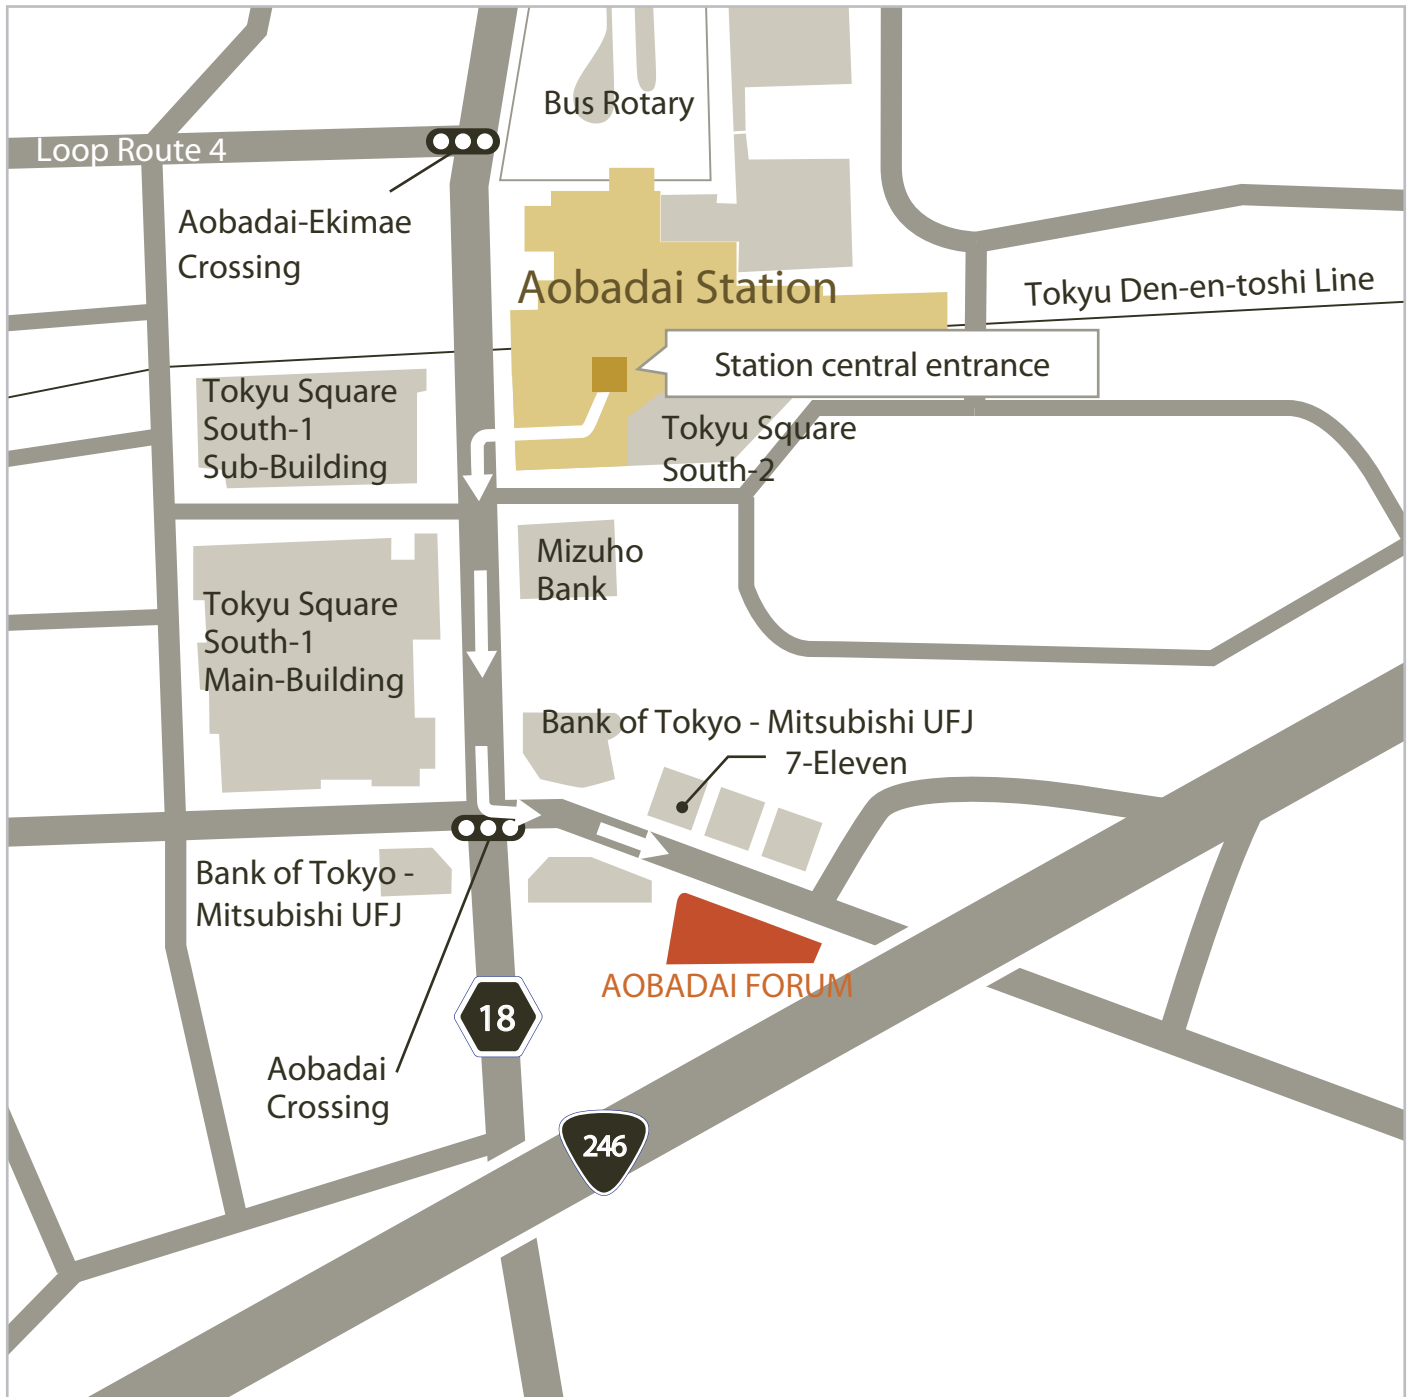 Bus Rotary
Loop Route 4
Aobadai-Ekimae
Crossing
Aobadai Station
Tokyu Den-en-toshi Line
Station central entrance
Tokyu Square
South-1
Sub-Building
Tokyu Square
South-2
Mizuho
Bank
Tokyu Square
South-1
Main-Building
Bank of Tokyo - Mitsubishi UFJ
7-Eleven
Bank of Tokyo -
Mitsubishi UFJ
AOBADAI FORUM
18
Aobadai
Crossing
246